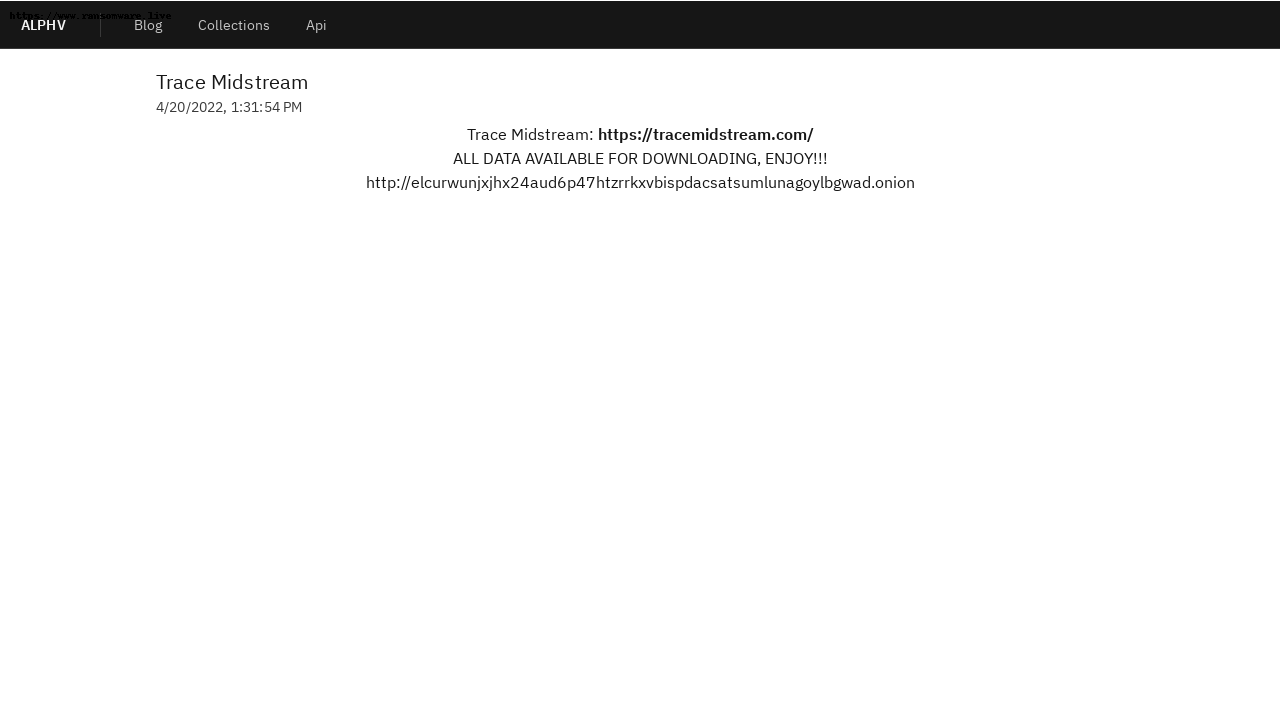 https://www.ransomware.live
ALPHV
Blog
Collections
Api
Trace Midstream
4/20/2022, 1:31:54 PM
Trace Midstream: https://tracemidstream.com/
ALL DATA AVAILABLE FOR DOWNLOADING, ENJOY!!!
http://elcurwunjxjhx24aud6p47htzrrkxvbispdacsatsumlunagoylbgwad.onion